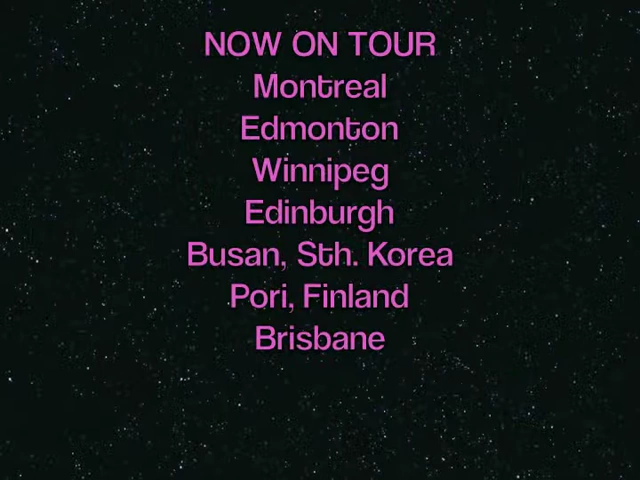 NOW ON TOUR
Montreal
Edmonton
Winnipeg
Edinburgh
Busan, Sth. Korea
Pori, Finland
Brisbane